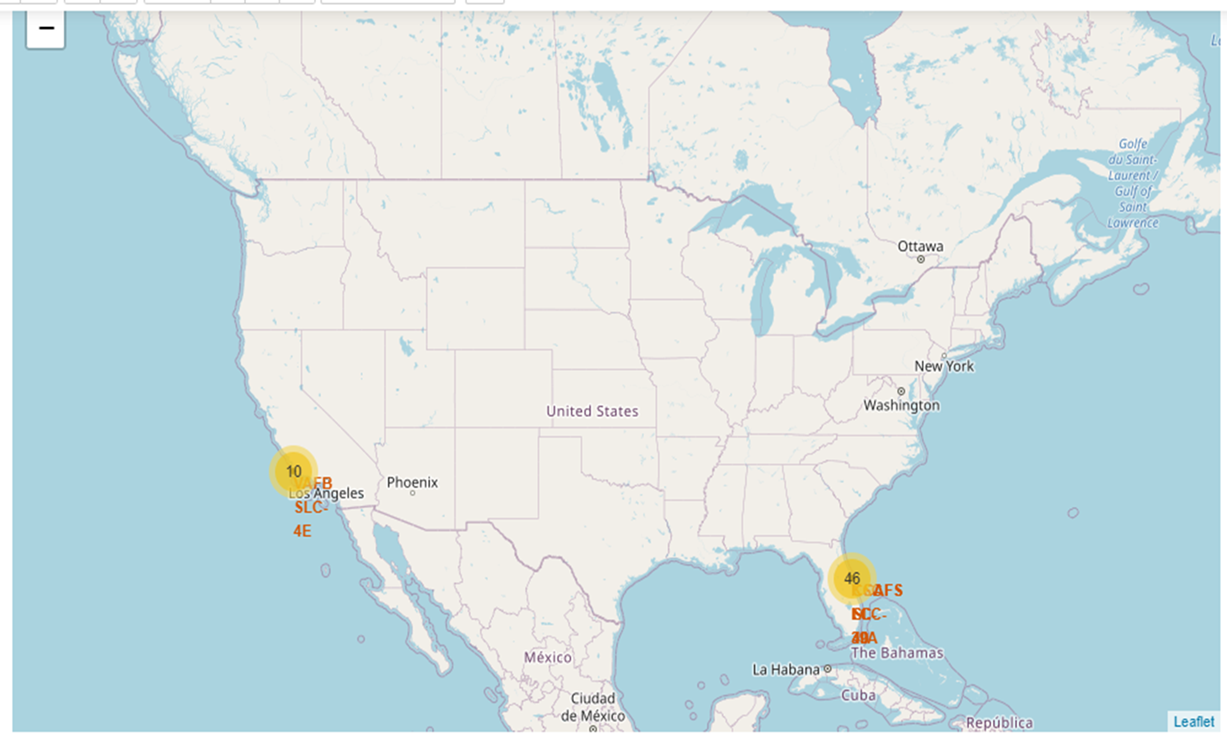 −
Golfe
du Saint-
Laurent /
Gulf of
Saint
Lawrence
Ottawa
New York
Washington
United States
10
VAFB
Los Angeles
SLC-
4E
Phoenix
46
The Bahamas
La Habana
México
Cuba
Ciudad
de México
República
Leaflet